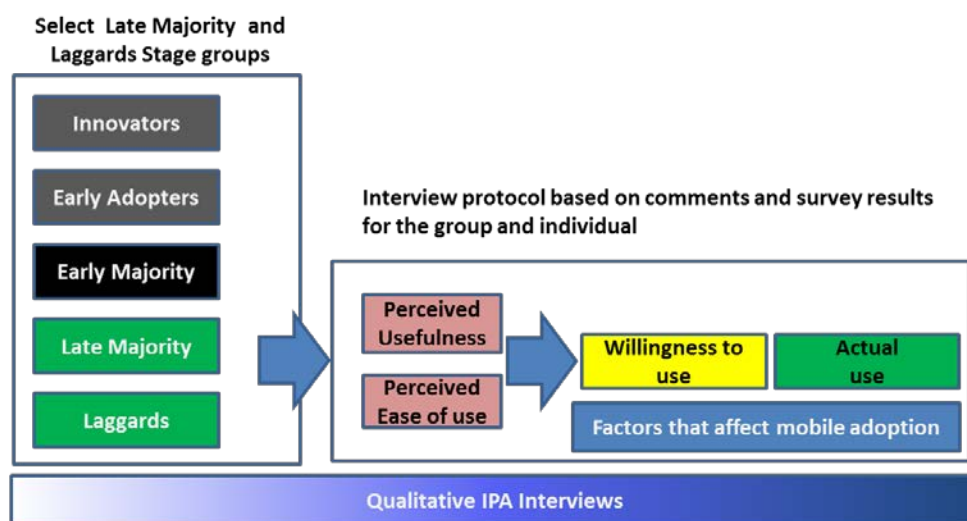 Select Late Majority and
Laggards Stage groups
Innovators
Early Adopters
Early Majority
Late Majority
Laggards
Interview protocol based on comments and survey results
for the group and individual
Perceived
Usefulness
Perceived
Ease of use
Willingness to
use
Actual
use
Factors that affect mobile adoption
Qualitative IPA Interviews